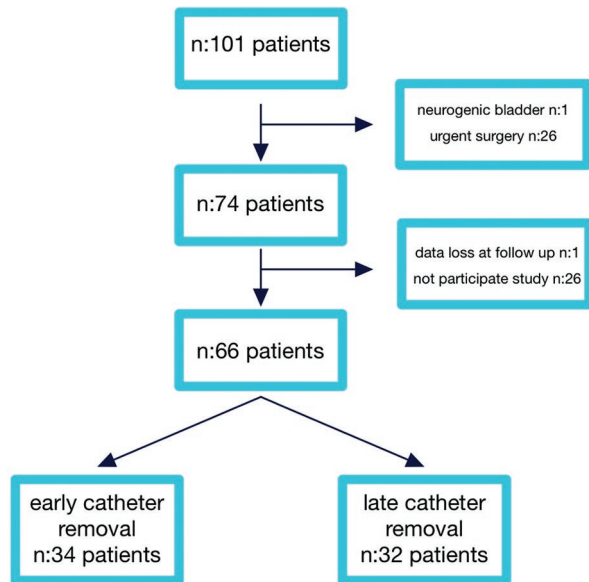 n:101 patients
neurogenic bladder n:1
urgent surgery n:26
n:74 patients
data loss at follow up n:1
not participate study n:26
n:66 patients
early catheter
removal
n:34 patients
late catheter
removal
n:32 patients